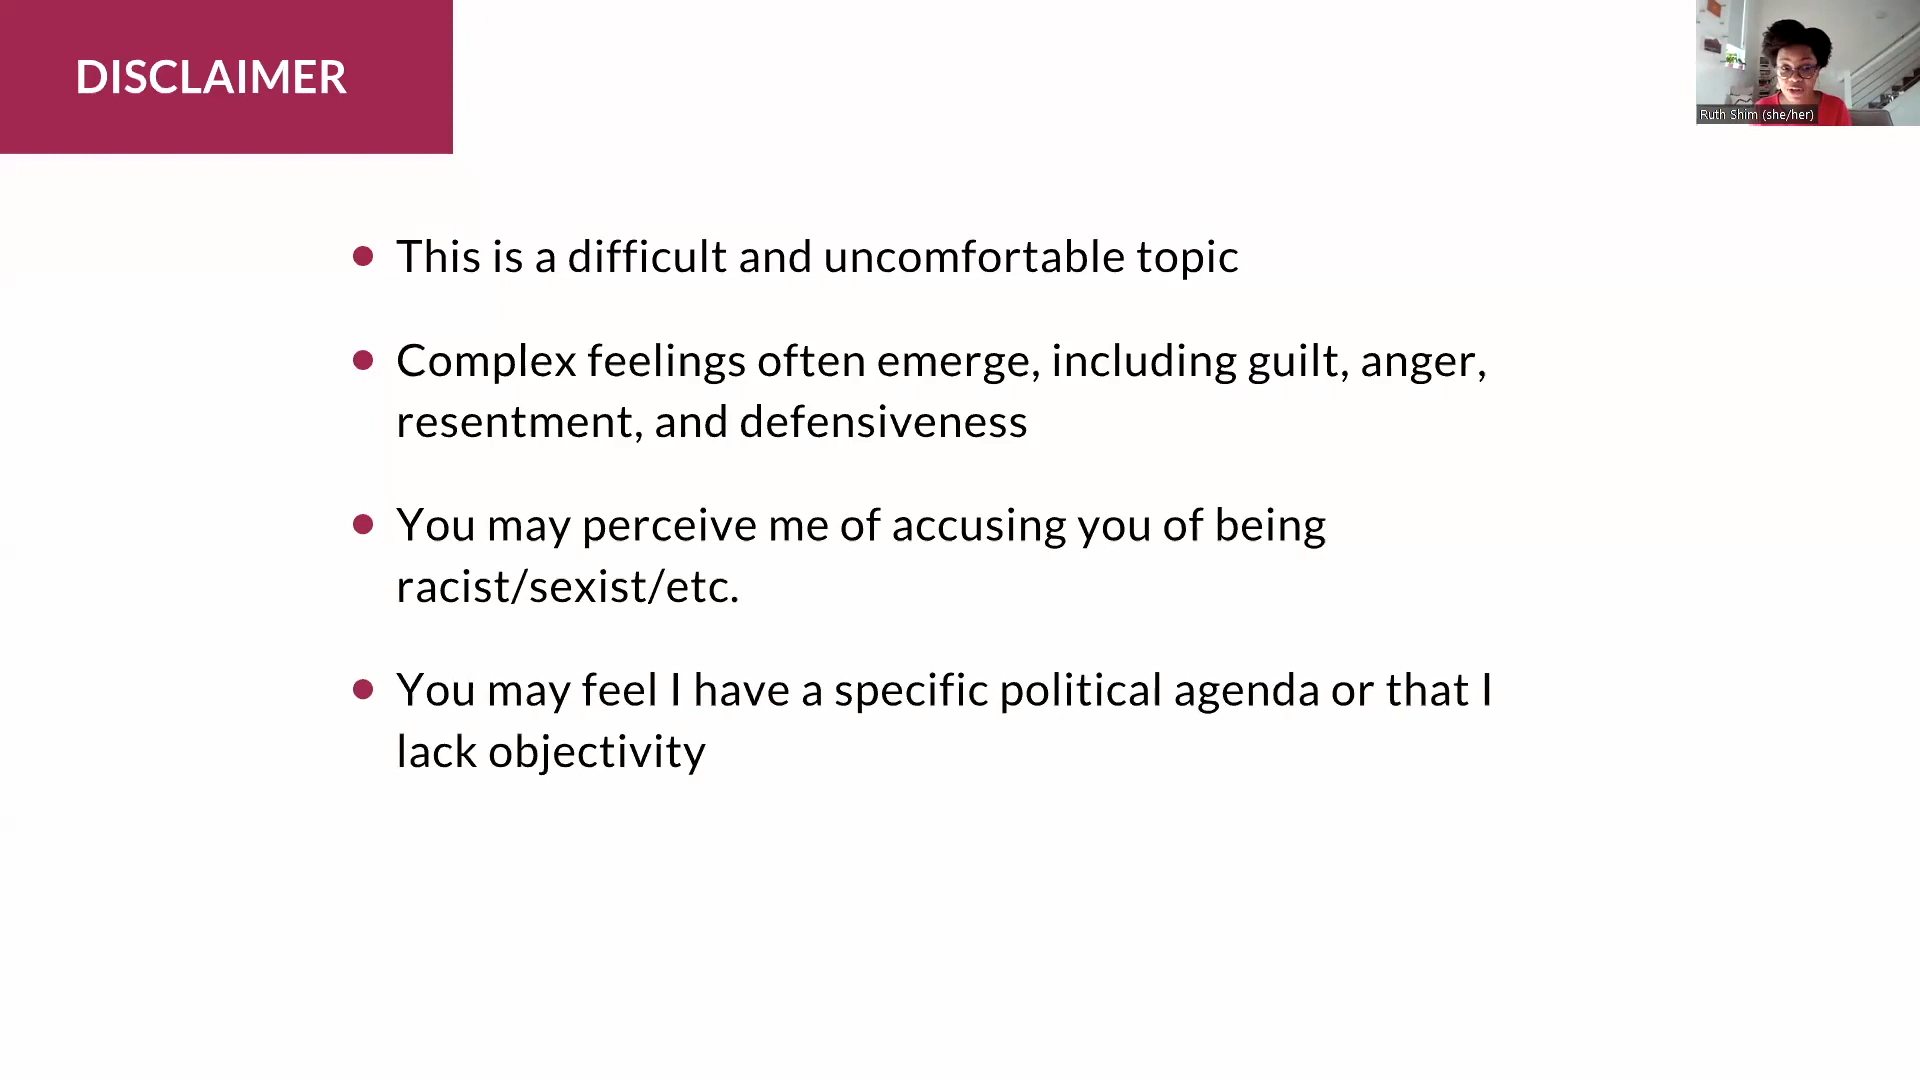 DISCLAIMER
Ruth Shim (she/her)
This is a difficult and uncomfortable topic
Complex feelings often emerge, including guilt, anger,
resentment, and defensiveness
You may perceive me of accusing you of being
racist/sexist/etc.
You may feel I have a specific political agenda or that I
lack objectivity